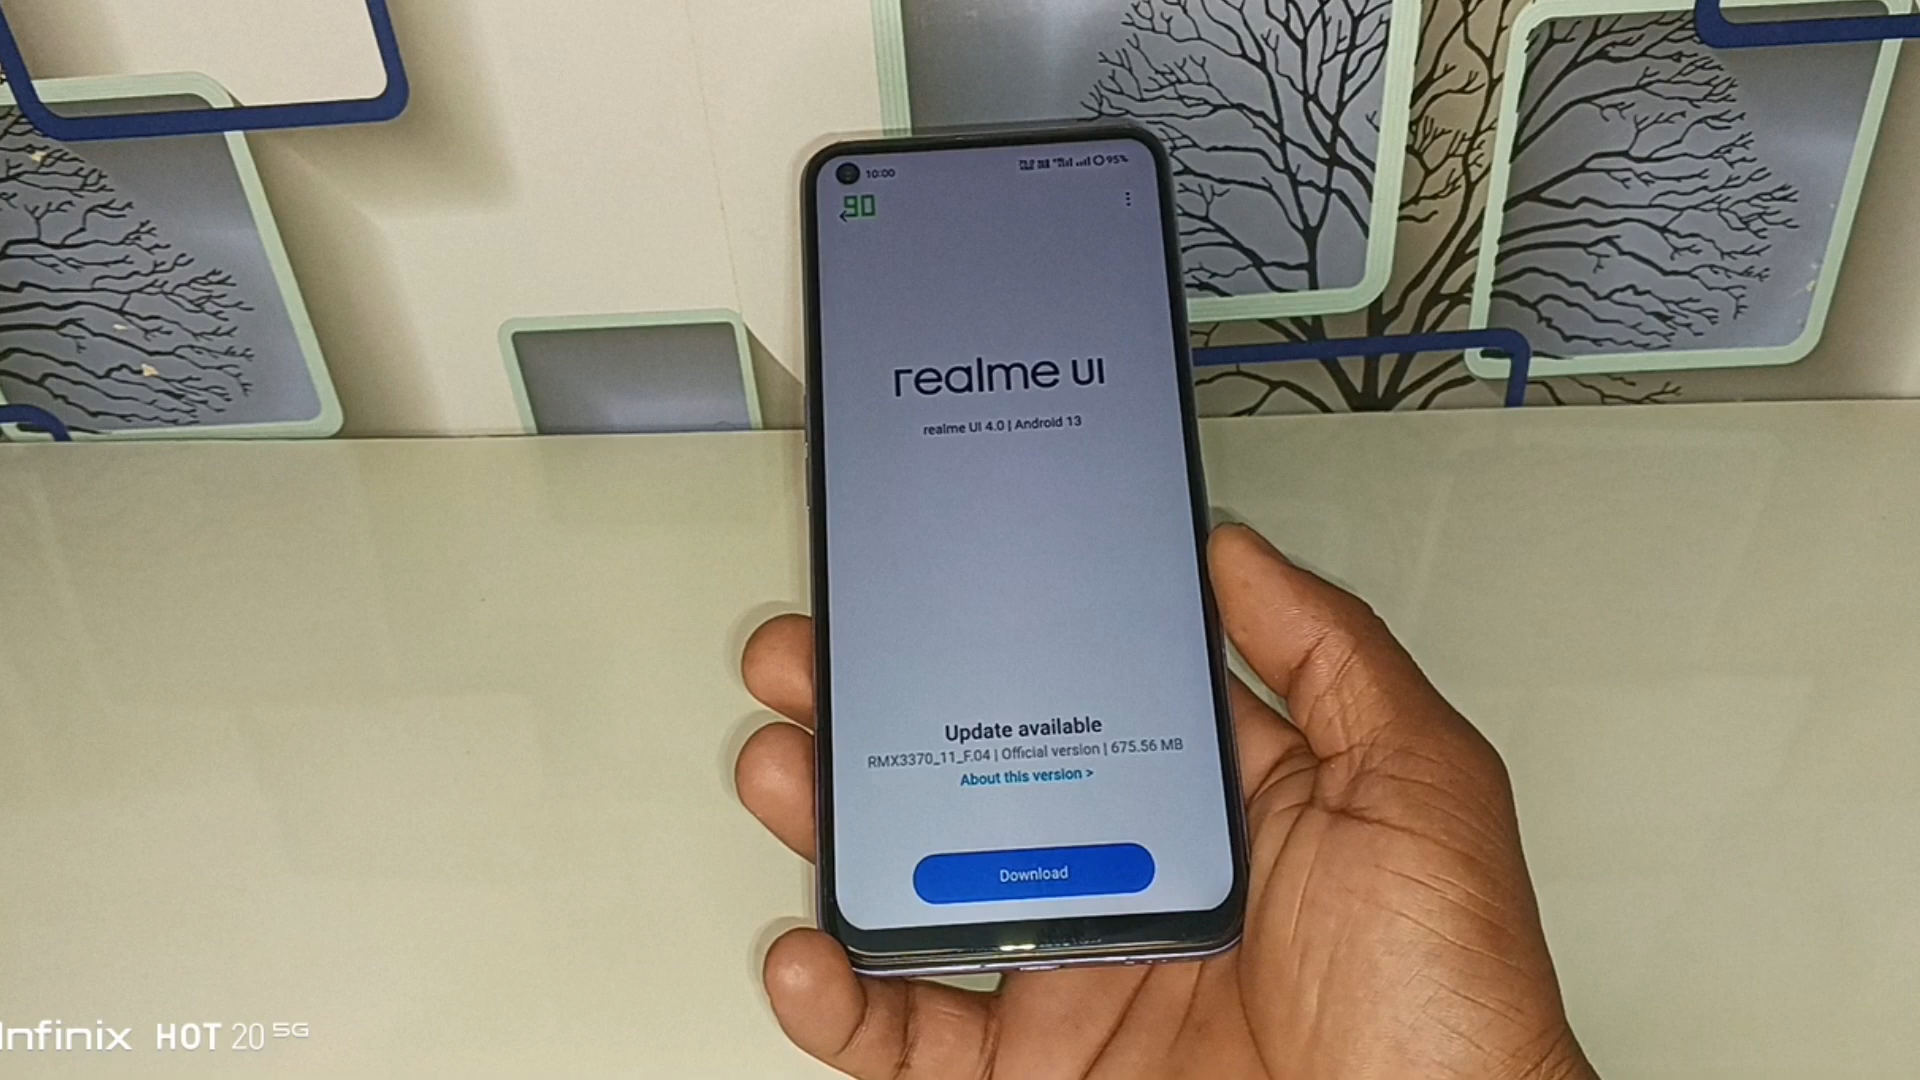 10:00
95%
90
realme UI
realme UI 4.0 | Android 13
Update available
RMX3370_11_F.04 | Official version | 675.56 MB
About this version >
Download
Infinix HOT 20 5G